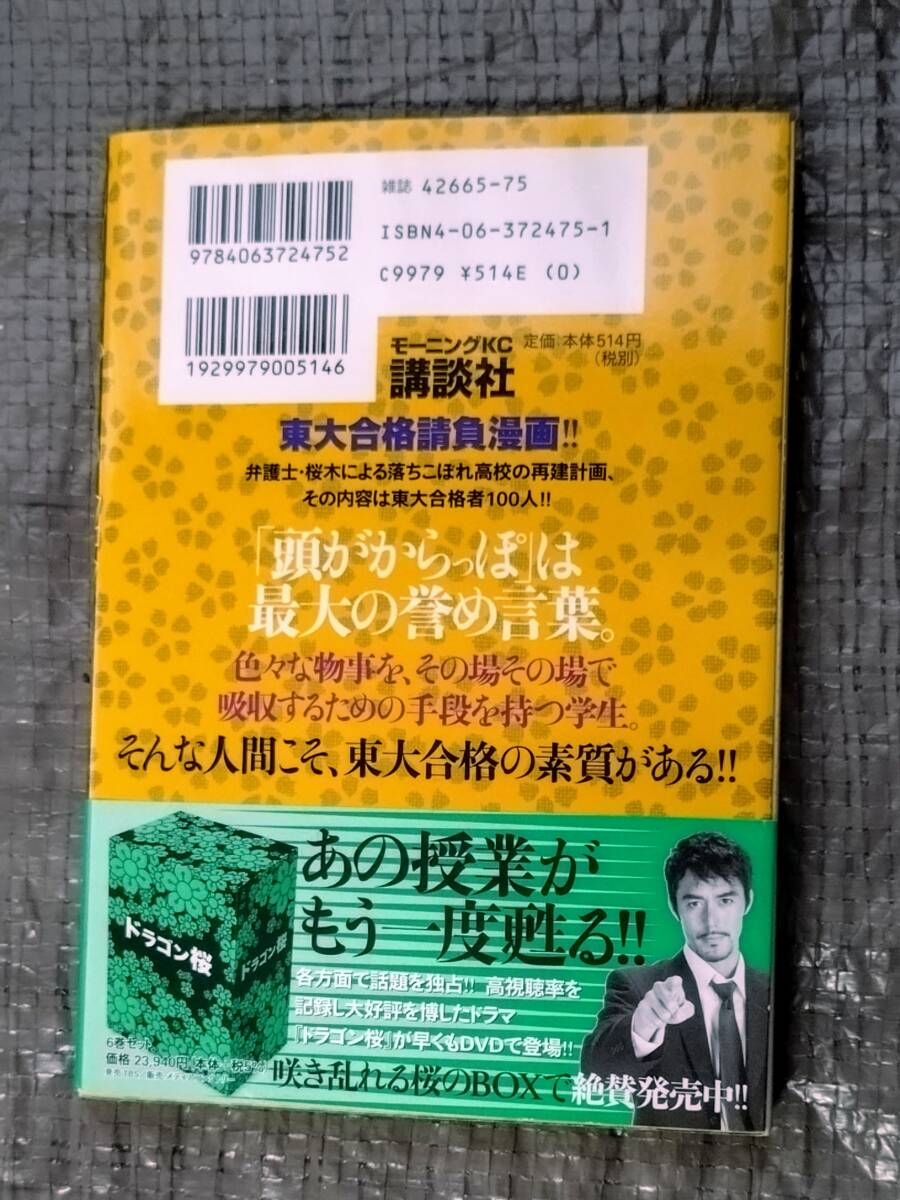 雑誌 42665-75
ISBN4-06-372475-1
9784063724752
C9979 ¥514E (0)
1929979005146
モーニングKC
定価:本体514円
(税別)
講談社
東大合格請負漫画!!
弁護士・桜木による落ちこぼれ高校の再建計画、
その内容は東大合格者100人!!
「頭がからっぽ」は
最大の誉め言葉。
色々な物事を、その場その場で
吸収するための手段を持つ学生。
そんな人間こそ、東大合格の素質がある!!
あの授業が
もう一度甦る!!
ドラゴン桜
ドラゴン桜
各方面で話題を独占!! 高視聴率を
記録し大好評を博したドラマ
『ドラゴン桜』が早くもDVDで登場!!
6巻セット
価格 23,940円
発売:TBS/販売:
咲き乱れる桜のBOXで絶賛発売中!!